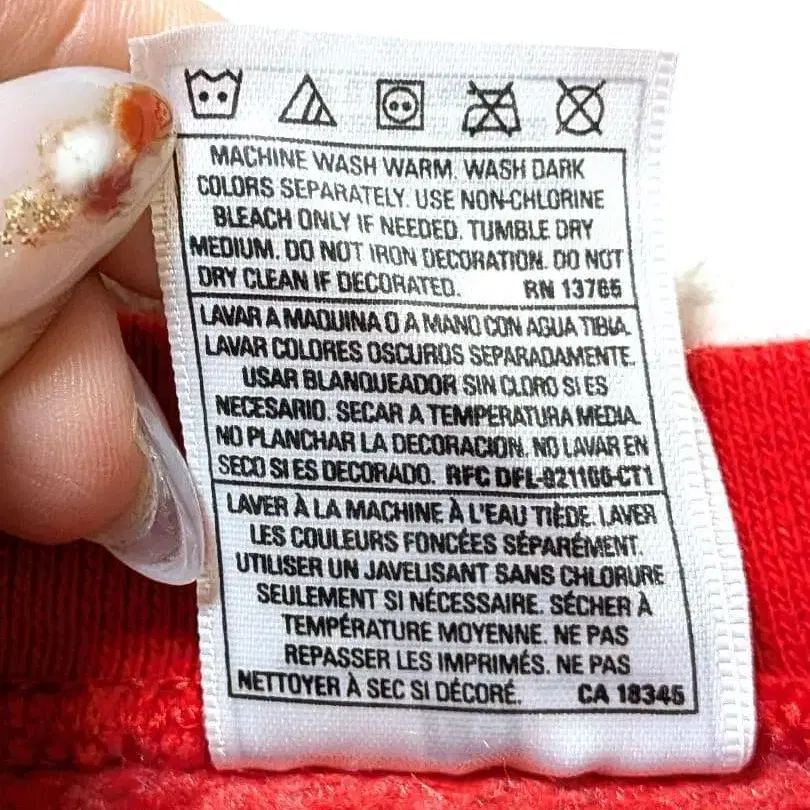 MACHINE WASH WARM. WASH DARK
COLORS SEPARATELY. USE NON-CHLORINE
BLEACH ONLY IF NEEDED. TUMBLE DRY
MEDIUM. DO NOT IRON DECORATION. DO NOT
DRY CLEAN IF DECORATED. RN 13765
LAVAR A MAQUINA O A MANO CON AGUA TIBIA.
LAVAR COLORES OSCUROS SEPARADAMENTE.
USAR BLANQUEADOR SIN CLORO SI ES
NECESARIO. SECAR A TEMPERATURA MEDIA.
NO PLANCHAR LA DECORACION. NO LAVAR EN
SECO SI ES DECORADO. RFC DFL-821166-CT1
LAVER À LA MACHINE À L'EAU TIÈDE. LAVER
LES COULEURS FONCÉES SÉPARÉMENT.
UTILISER UN JAVELISANT SANS CHLORURE
SEULEMENT SI NÉCESSAIRE. SÉCHER À
TEMPÉRATURE MOYENNE. NE PAS
REPASSER LES IMPRIMÉS. NE PAS
NETTOYER À SEC SI DÉCORÉ. CA 18345